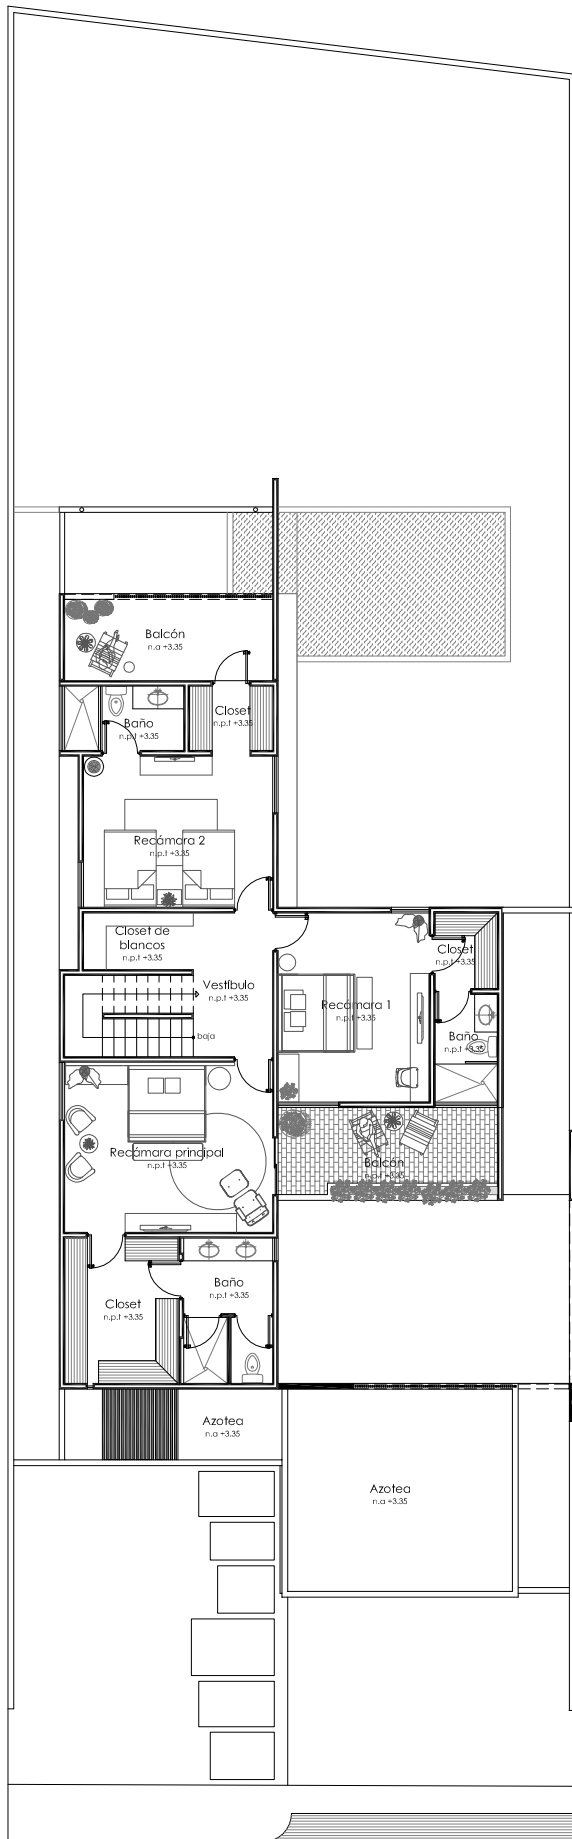 Balcón
n.a +3.35
Closet
n.p.t +3.35
Baño
n.p.t +3.35
Recámara 2
n.p.t +3.35
Closet de
blancos
n.p.t +3.35
Closet
n.p.t +3.35
Vestíbulo
n.p.t +3.35
Recámara 1
n.p.t +3.35
baja
Baño
n.p.t +3.35
Recámara principal
n.p.t +3.35
Balcón
n.p.t +3.35
Baño
n.p.t +3.35
Closet
n.p.t +3.35
Azotea
n.a +3.35
Azotea
n.a +3.35